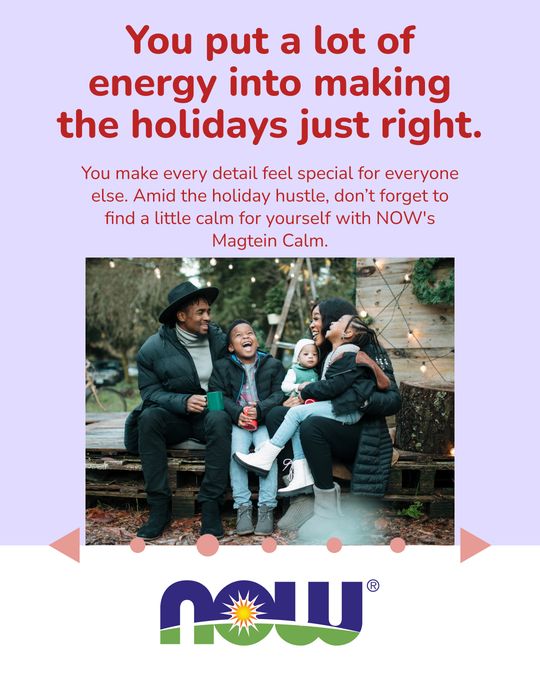 You put a lot of
energy into making
the holidays just right.
You make every detail feel special for everyone
else. Amid the holiday hustle, don’t forget to
find a little calm for yourself with NOW's
Magtein Calm.
now®